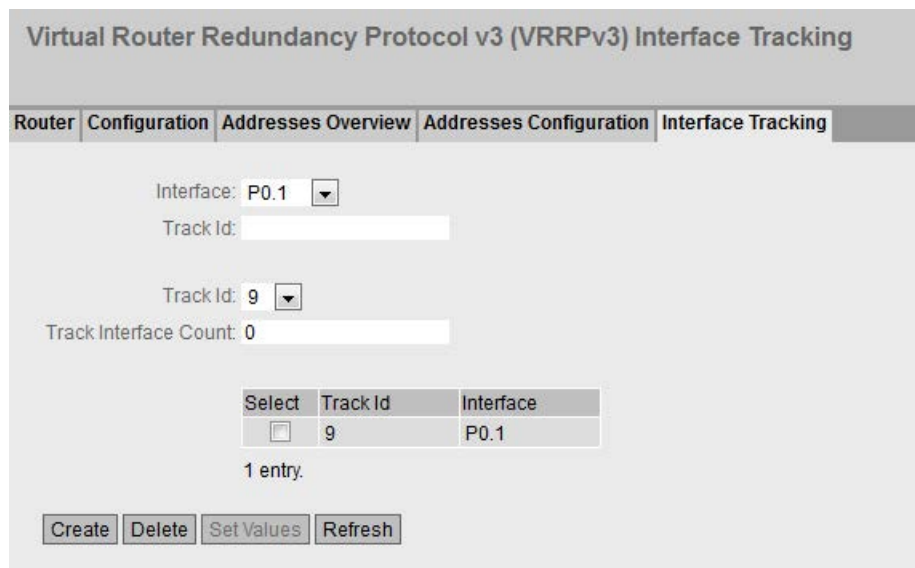 Virtual Router Redundancy Protocol v3 (VRRPv3) Interface Tracking
Router Configuration Addresses Overview Addresses Configuration Interface Tracking
Interface: P0.1
Track Id:
Track Id: 9
Track Interface Count: 0
Select Track Id Interface
9 P0.1
1 entry.
Create Delete Set Values Refresh